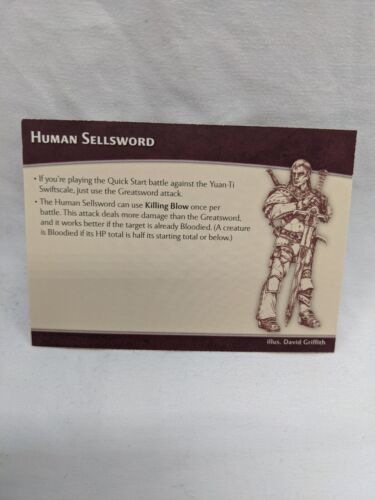 HUMAN SELLSWORD
• If you're playing the Quick Start battle against the Yuan-Ti
Swiftscale, just use the Greatsword attack.
• The Human Sellsword can use Killing Blow once per
battle. This attack deals more damage than the Greatsword,
and it works better if the target is already Bloodied. (A creature
is Bloodied if its HP total is half its starting total or below.)
illus. David Griffith